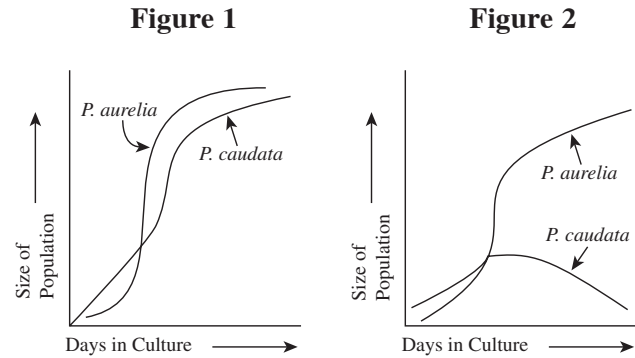 Figure 1
P. aurelia
P. caudata
Size of
Population
Days in Culture
Figure 2
P. aurelia
P. caudata
Size of
Population
Days in Culture